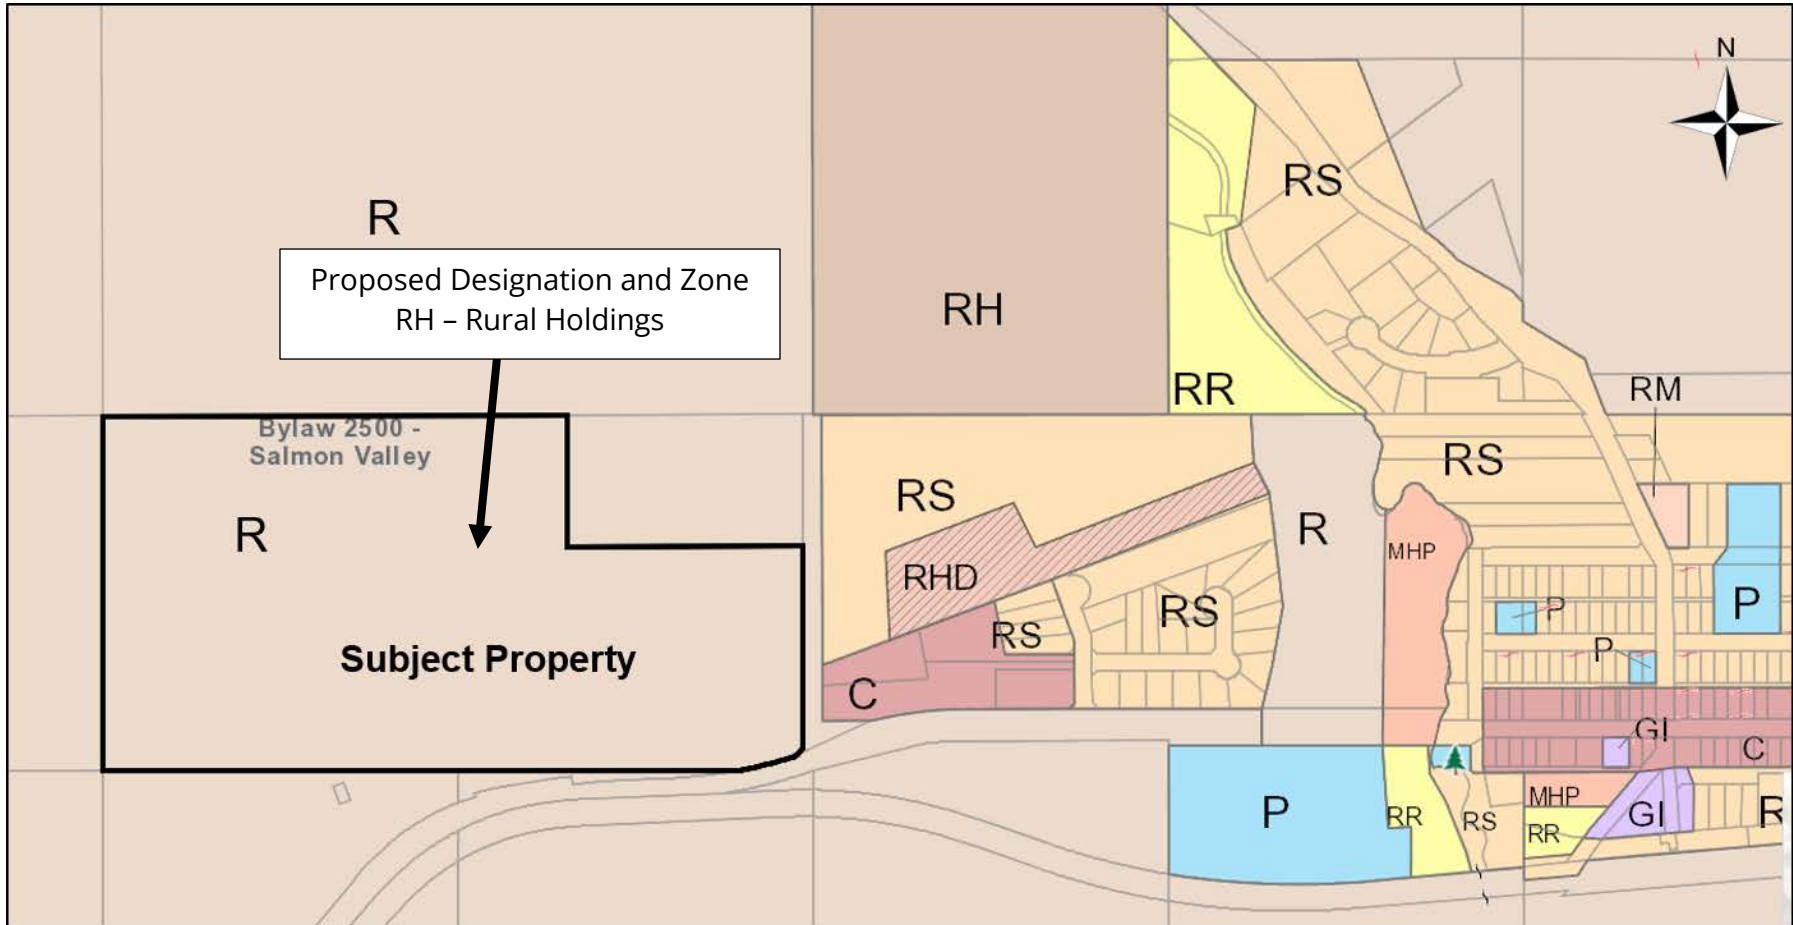 N
RS
R
Proposed Designation and Zone
RH – Rural Holdings
RH
RR
RM
Bylaw 2500 -
Salmon Valley
RS
RS
R
R
MHP
RHD
P
P
RS
RS
P
Subject Property
C
GI
C
P
MHP
RR
RS
RR
GI
R